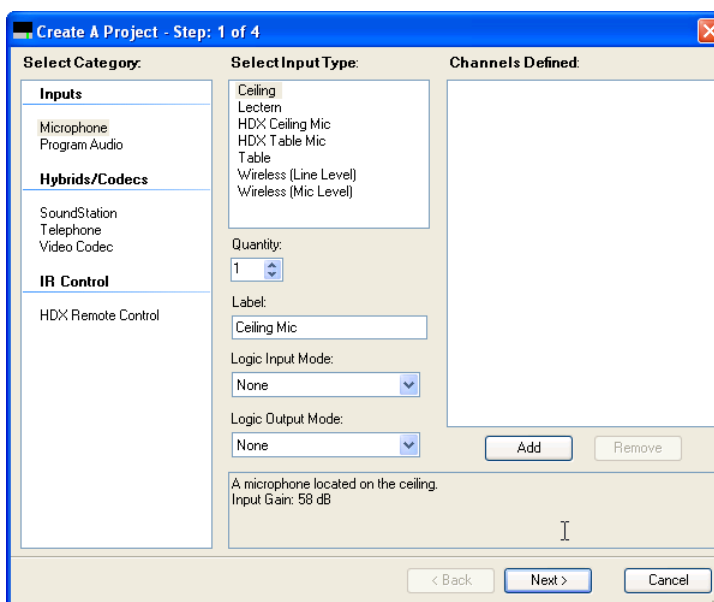 Create A Project - Step: 1 of 4
Select Category:
Inputs
Microphone
Program Audio
Hybrids/Codecs
SoundStation
Telephone
Video Codec
IR Control
HDX Remote Control
Select Input Type:
Ceiling
Lectern
HDX Ceiling Mic
HDX Table Mic
Table
Wireless (Line Level)
Wireless (Mic Level)
Quantity:
1
Label:
Ceiling Mic
Logic Input Mode:
None
Logic Output Mode:
None
Channels Defined:
Add
Remove
A microphone located on the ceiling.
Input Gain: 58 dB
< Back
Next >
Cancel